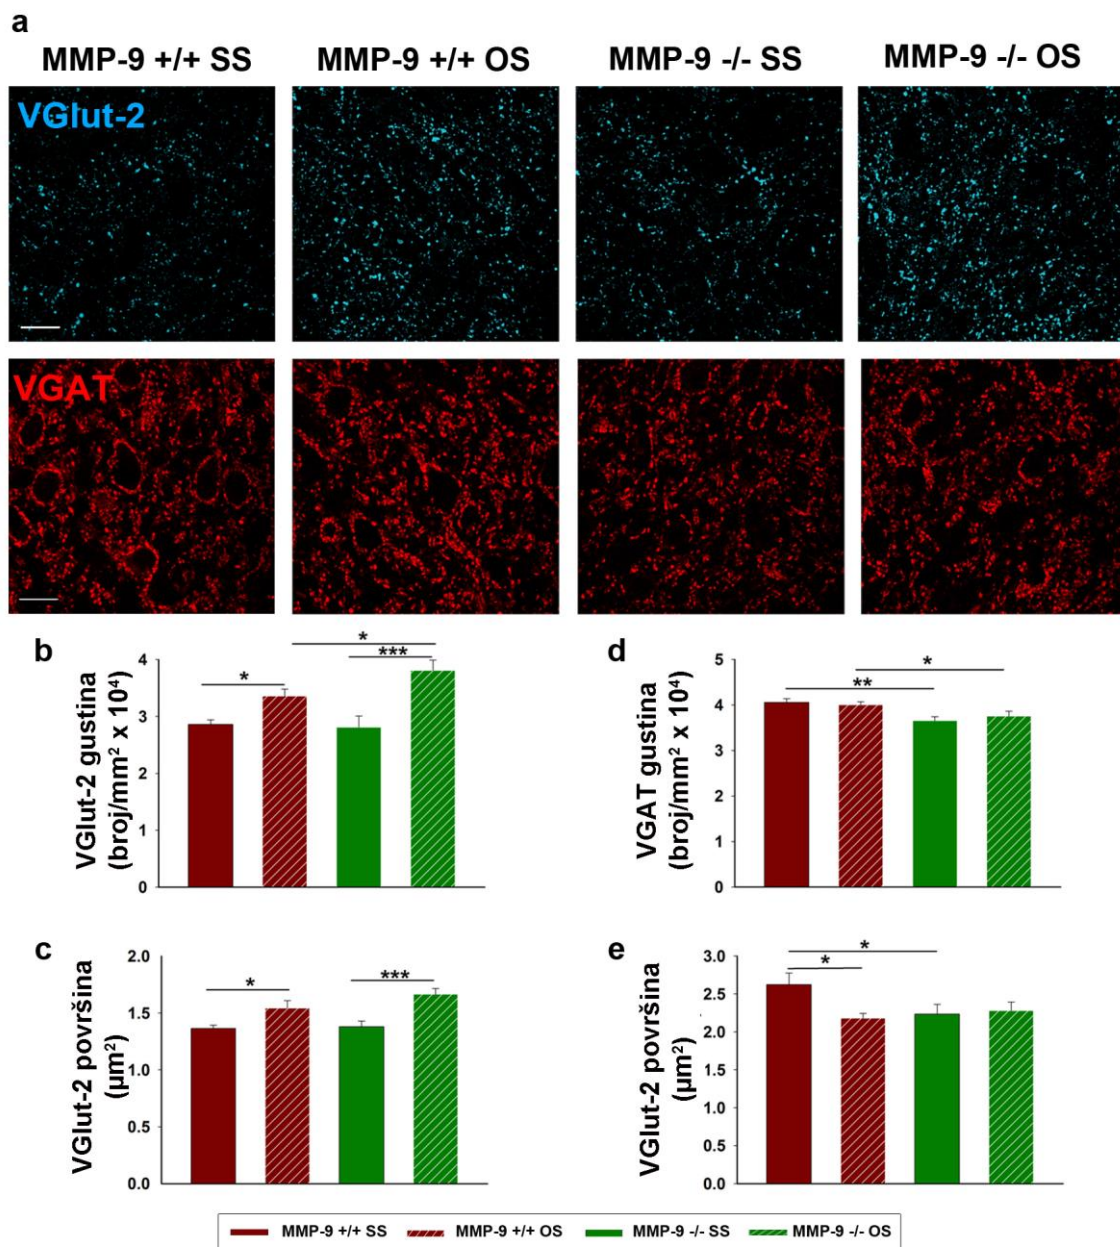 a
MMP-9 +/+ SS MMP-9 +/+ OS MMP-9 -/- SS MMP-9 -/- OS
VGlut-2
VGAT
b
VGlut-2 gustina
(broj/mm² x 10⁴)
4
3
2
1
0
*
***
*
d
VGAT gustina
(broj/mm² x 10⁴)
5
4
3
2
1
0
**
*
c
VGlut-2 površina
(µm²)
2.0
1.5
1.0
0.5
0.0
*
***
e
VGlut-2 površina
(µm²)
3.0
2.5
2.0
1.5
1.0
0.5
0.0
*
*
MMP-9 +/+ SS MMP-9 +/+ OS MMP-9 -/- SS MMP-9 -/- OS